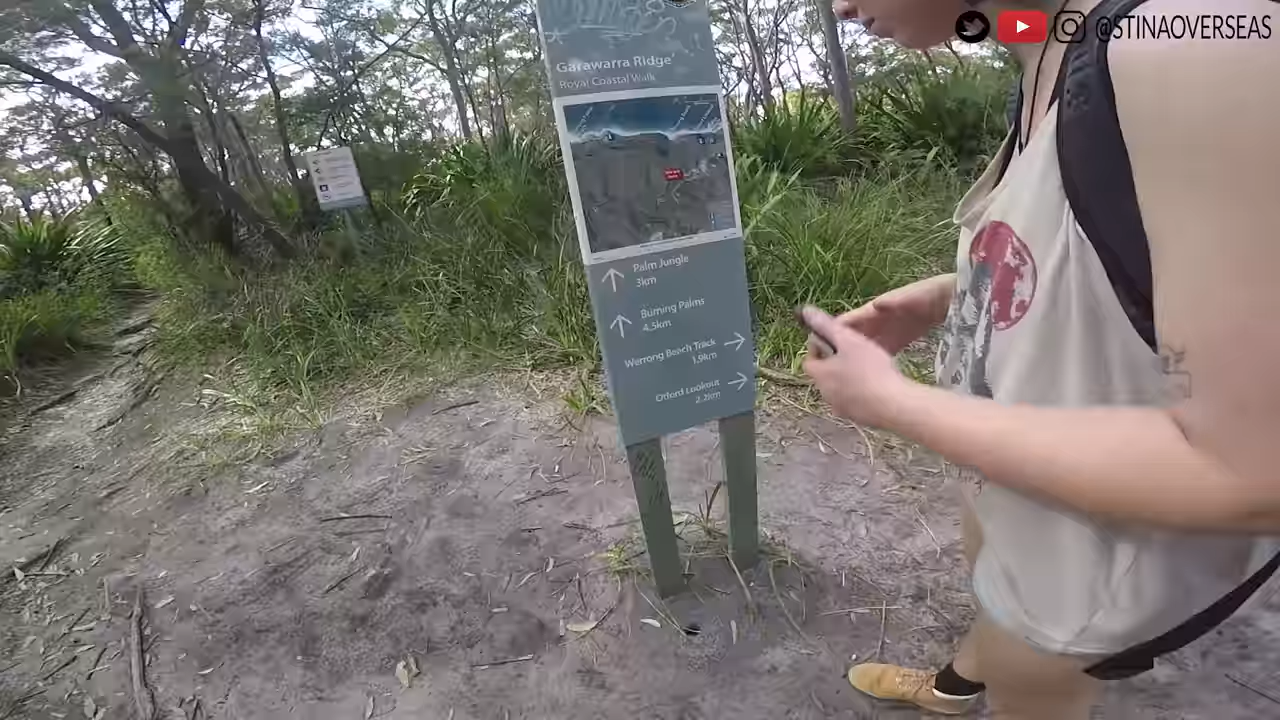 @STINAOVERSEAS
Garawarra Ridge
Royal Coastal Walk
Palm Jungle
3km
Burning Palms
4.5km
Werrong Beach Track
1.9km
Otford Lookout
2.2km